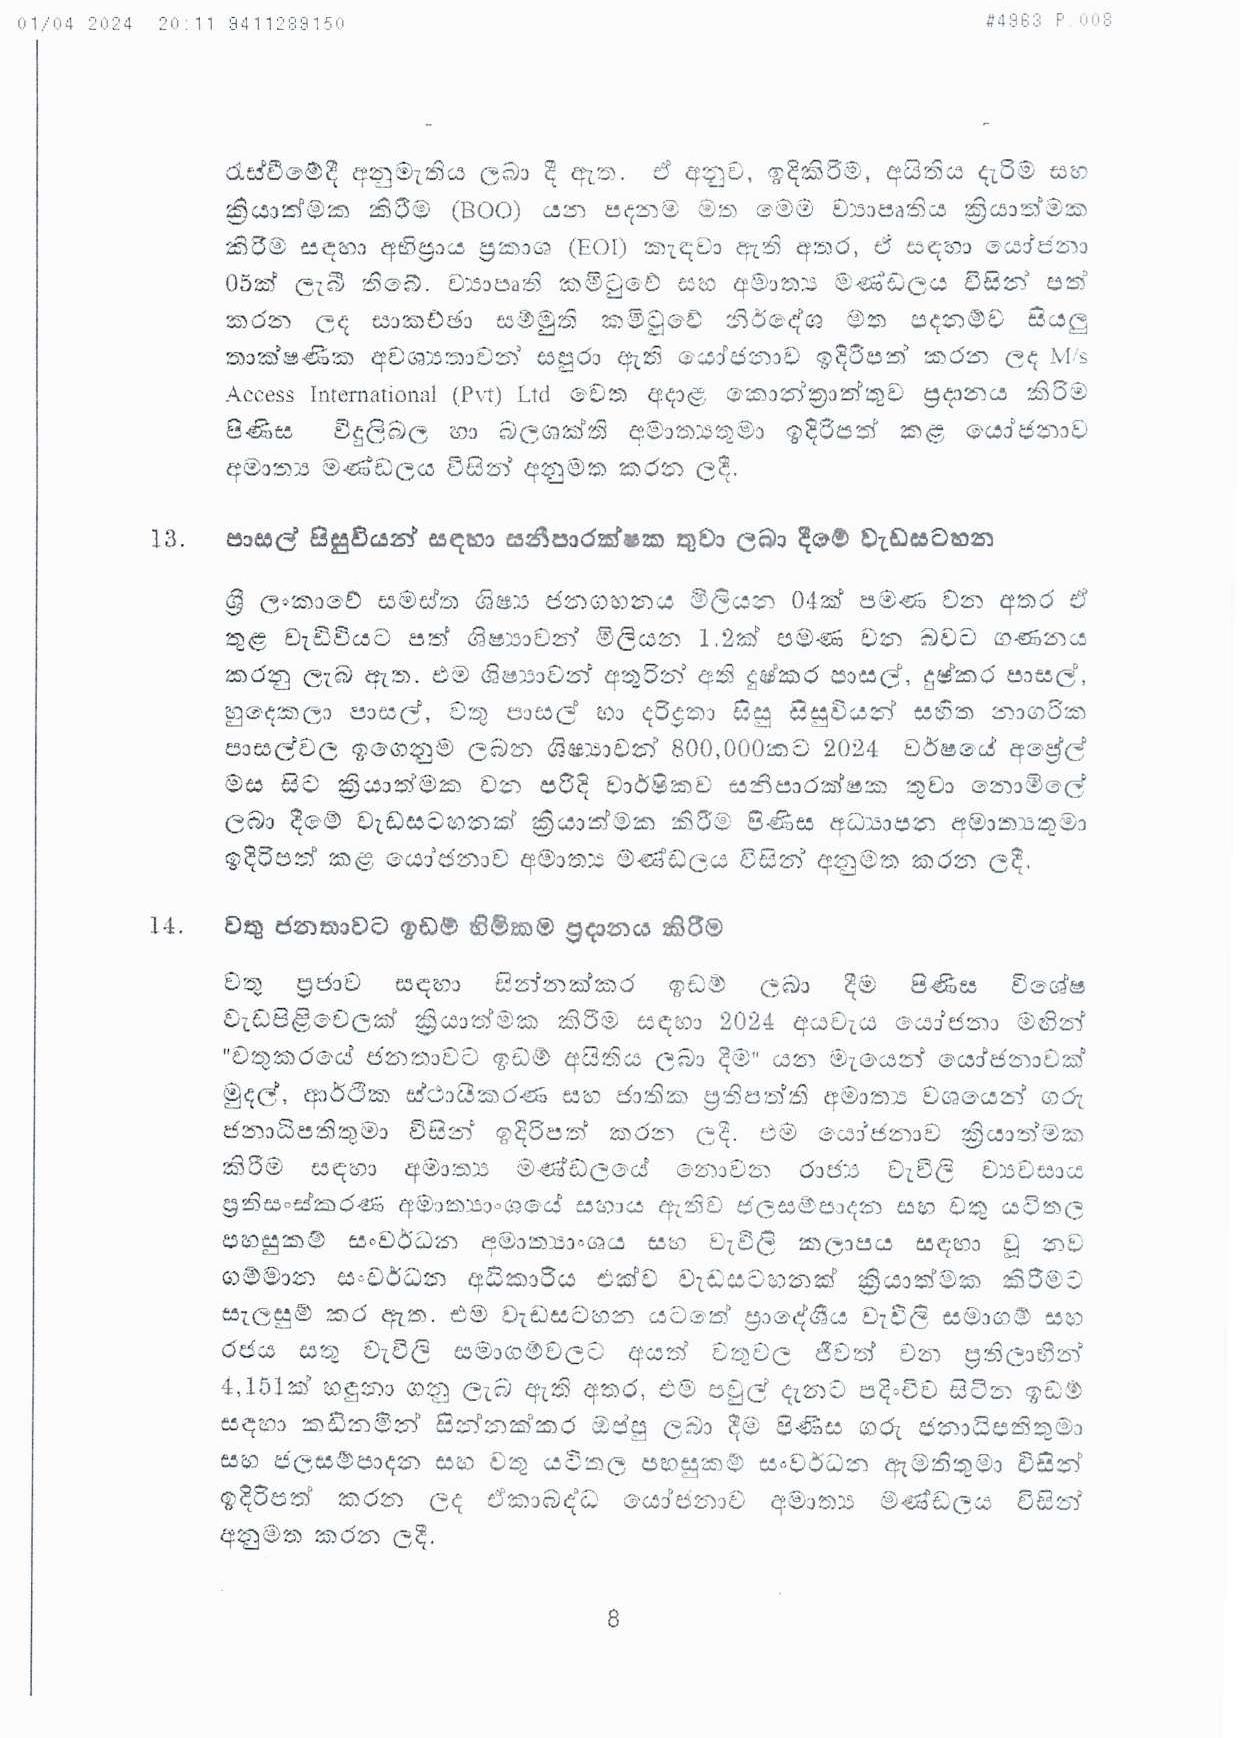 01/04 2024 20:11 9411289150 #4963 P.008
රැස්වීමේදී අනුමැතිය ලබා දී ඇත. ඒ අනුව, ඉදිකිරීම, අයිතිය දැරීම සහ
ක්‍රියාත්මක කිරීම (BOO) යන පදනම මත මෙම ව්‍යාපෘතිය ක්‍රියාත්මක
කිරීම සඳහා අභිප්‍රාය ප්‍රකාශ (EOI) කැඳවා ඇති අතර, ඒ සඳහා යෝජනා
05ක් ලැබී තිබේ. ව්‍යාපෘති කමිටුවේ සහ අමාත්‍ය මණ්ඩලය විසින් පත්
කරන ලද සාකච්ඡා සම්මුති කමිටුවේ නිර්දේශ මත පදනම්ව සියලු
තාක්ෂණික අවශ්‍යතාවන් සපුරා ඇති යෝජනාව ඉදිරිපත් කරන ලද M/s
Access International (Pvt) Ltd වෙත අදාළ කොන්ත්‍රාත්තුව ප්‍රදානය කිරීම
පිණිස විදුලිබල හා බලශක්ති අමාත්‍යතුමා ඉදිරිපත් කළ යෝජනාව
අමාත්‍ය මණ්ඩලය විසින් අනුමත කරන ලදී.
13. පාසල් සිසුවියන් සඳහා සනීපාරක්ෂක තුවා ලබා දීමේ වැඩසටහන
ශ්‍රී ලංකාවේ සමස්ත ශිෂ්‍ය ජනගහනය මිලියන 04ක් පමණ වන අතර ඒ
තුළ වැඩිවියට පත් ශිෂ්‍යාවන් මිලියන 1.2ක් පමණ වන බවට ගණනය
කරනු ලැබ ඇත. එම ශිෂ්‍යාවන් අතුරින් අති දුෂ්කර පාසල්, දුෂ්කර පාසල්,
හුදෙකලා පාසල්, වතු පාසල් හා දරිද්‍රතා සිසු සිසුවියන් සහිත නාගරික
පාසල්වල ඉගෙනුම ලබන ශිෂ්‍යාවන් 800,000කට 2024 වර්ෂයේ අප්‍රේල්
මස සිට ක්‍රියාත්මක වන පරිදි වාර්ෂිකව සනීපාරක්ෂක තුවා නොමිලේ
ලබා දීමේ වැඩසටහනක් ක්‍රියාත්මක කිරීම පිණිස අධ්‍යාපන අමාත්‍යතුමා
ඉදිරිපත් කළ යෝජනාව අමාත්‍ය මණ්ඩලය විසින් අනුමත කරන ලදී.
14. වතු ජනතාවට ඉඩම් හිමිකම ප්‍රදානය කිරීම
වතු ප්‍රජාව සඳහා සින්නක්කර ඉඩම් ලබා දීම පිණිස විශේෂ
වැඩපිළිවෙලක් ක්‍රියාත්මක කිරීම සඳහා 2024 අයවැය යෝජනා මඟින්
"වතුකරයේ ජනතාවට ඉඩම් අයිතිය ලබා දීම" යන මැයෙන් යෝජනාවක්
මුදල්, ආර්ථික ස්ථායීකරණ සහ ජාතික ප්‍රතිපත්ති අමාත්‍ය වශයෙන් ගරු
ජනාධිපතිතුමා විසින් ඉදිරිපත් කරන ලදී. එම යෝජනාව ක්‍රියාත්මක
කිරීම සඳහා අමාත්‍ය මණ්ඩලයේ නොවන රාජ්‍ය වැවිලි ව්‍යවසාය
ප්‍රතිසංස්කරණ අමාත්‍යාංශයේ සහාය ඇතිව ජලසම්පාදන සහ වතු යටිතල
පහසුකම් සංවර්ධන අමාත්‍යාංශය සහ වැවිලි කලාපය සඳහා වූ නව
ගම්මාන සංවර්ධන අධිකාරිය එක්ව වැඩසටහනක් ක්‍රියාත්මක කිරීමට
සැලසුම් කර ඇත. එම වැඩසටහන යටතේ ප්‍රාදේශීය වැවිලි සමාගම් සහ
රජය සතු වැවිලි සමාගම්වලට අයත් වතුවල ජීවත් වන ප්‍රතිලාභීන්
4,151ක් හඳුනා ගනු ලැබ ඇති අතර, එම පවුල් දැනට පදිංචිව සිටින ඉඩම්
සඳහා කඩිනමින් සින්නක්කර ඔප්පු ලබා දීම පිණිස ගරු ජනාධිපතිතුමා
සහ ජලසම්පාදන සහ වතු යටිතල පහසුකම් සංවර්ධන ඇමතිතුමා විසින්
ඉදිරිපත් කරන ලද ඒකාබද්ධ යෝජනාව අමාත්‍ය මණ්ඩලය විසින්
අනුමත කරන ලදී.
8